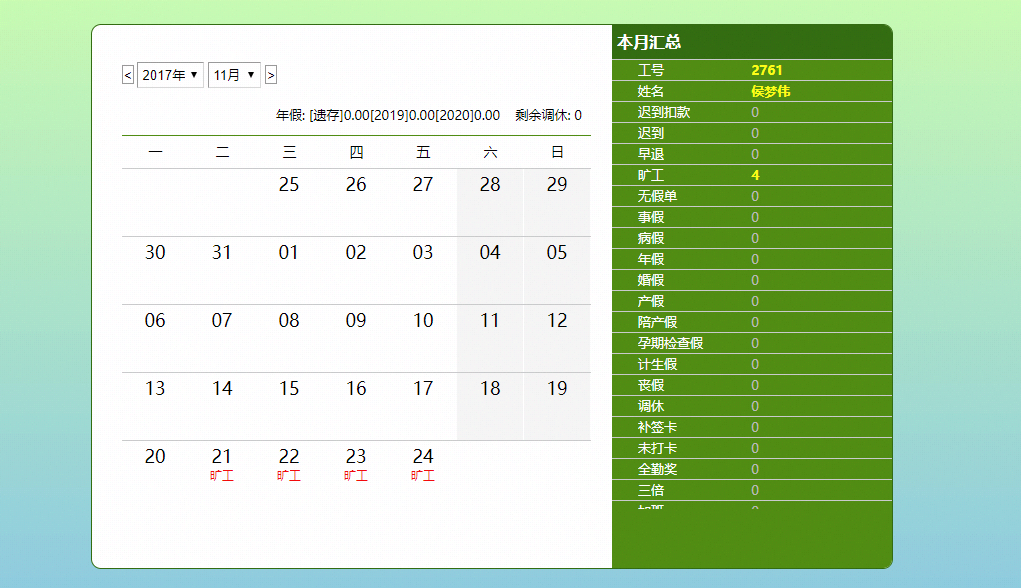 < 2017年 ▼ 11月 ▼ >
年假: [遗存]0.00[2019]0.00[2020]0.00 剩余调休: 0
一 二 三 四 五 六 日
25 26 27 28 29
30 31 01 02 03 04 05
06 07 08 09 10 11 12
13 14 15 16 17 18 19
20 21 22 23 24
旷工 旷工 旷工 旷工
本月汇总
工号 2761
姓名 侯梦伟
迟到扣款 0
迟到 0
早退 0
旷工 4
无假单 0
事假 0
病假 0
年假 0
婚假 0
产假 0
陪产假 0
孕期检查假 0
计生假 0
丧假 0
调休 0
补签卡 0
未打卡 0
全勤奖 0
三倍 0